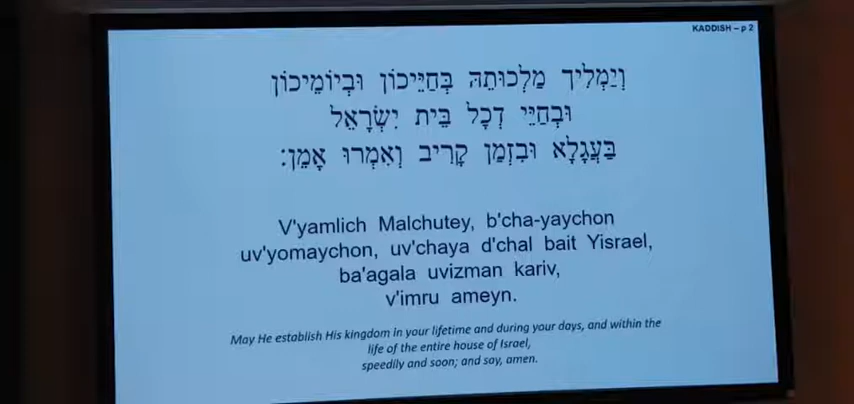 KADDISH – p 2
וְיַמְלִיך מַלְכוּתֵהּ בְּחַיֵּיכוֹן וּבְיוֹמֵיכוֹן
וּבְחַיֵּי דְכָל בֵּית יִשְׂרָאֵל
בַּעֲגָלָא וּבִזְמַן קָרִיב וְאִמְרוּ אָמֵן:
V'yamlich Malchutey, b'cha-yaychon
uv'yomaychon, uv'chaya d'chal bait Yisrael,
ba'agala uvizman kariv,
v'imru ameyn.
May He establish His kingdom in your lifetime and during your days, and within the
life of the entire house of Israel,
speedily and soon; and say, amen.